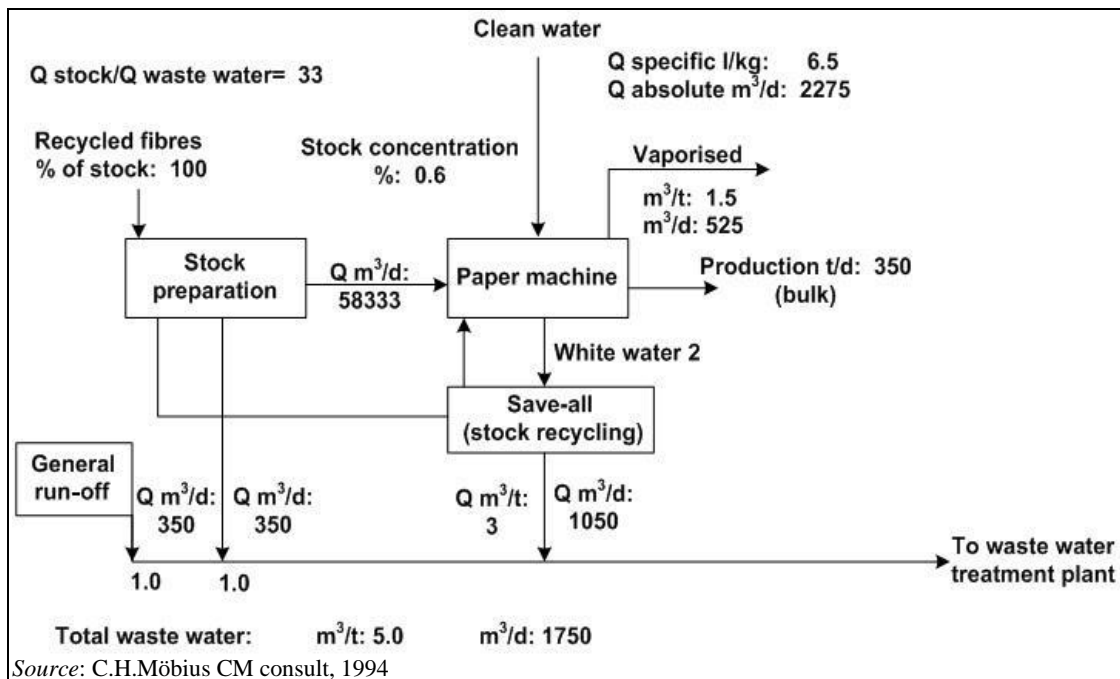 Clean water
Q stock/Q waste water= 33
Q specific l/kg: 6.5
Q absolute m³/d: 2275
Recycled fibres
% of stock: 100
Stock concentration
%: 0.6
Vaporised
m³/t: 1.5
m³/d: 525
Stock
preparation
Q m³/d:
58333
Paper machine
Production t/d: 350
(bulk)
White water 2
Save-all
(stock recycling)
General
run-off
Q m³/d:
350
Q m³/d:
350
Q m³/t:
3
Q m³/d:
1050
To waste water
treatment plant
1.0
1.0
Total waste water: m³/t: 5.0 m³/d: 1750
Source: C.H.Möbius CM consult, 1994